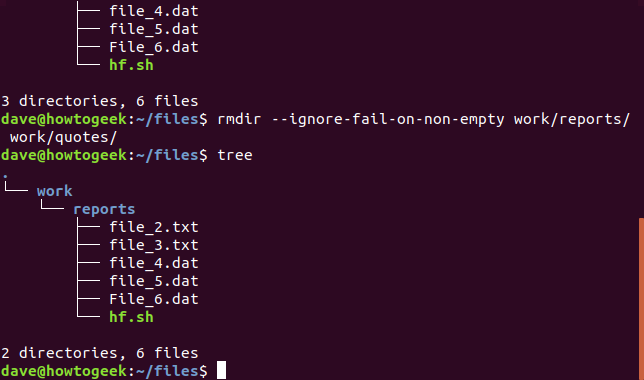 ├── file_4.dat
├── file_5.dat
├── File_6.dat
└── hf.sh
3 directories, 6 files
dave@howtogeek:~/files$ rmdir --ignore-fail-on-non-empty work/reports/
work/quotes/
dave@howtogeek:~/files$ tree
.
└── work
└── reports
├── file_2.txt
├── file_3.txt
├── file_4.dat
├── file_5.dat
├── File_6.dat
└── hf.sh
2 directories, 6 files
dave@howtogeek:~/files$